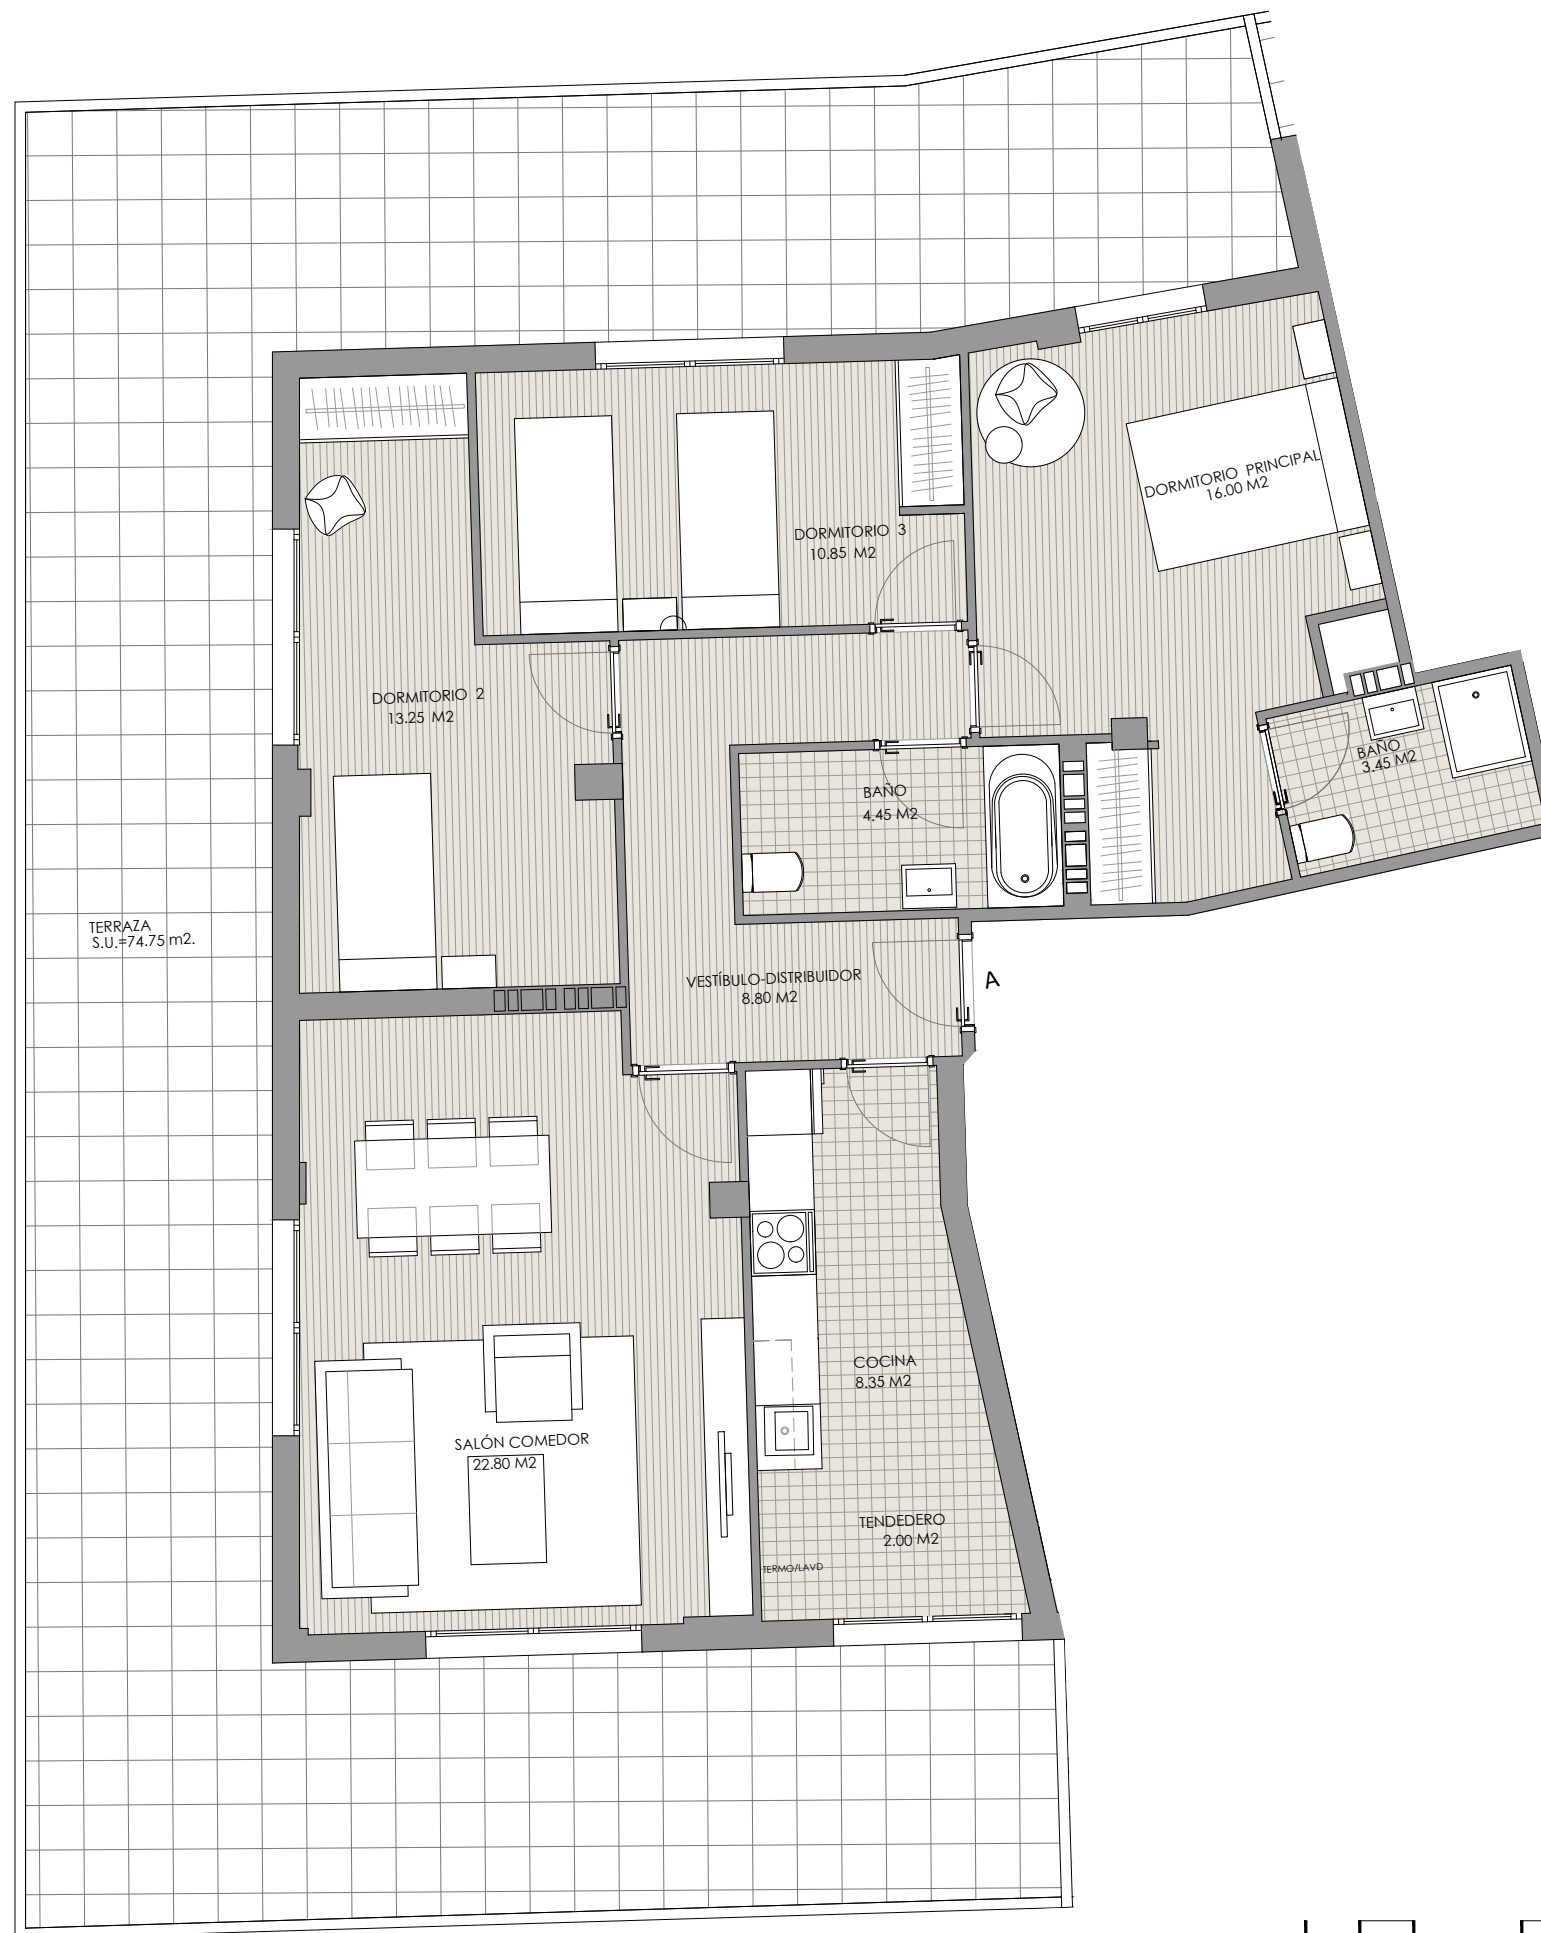 DORMITORIO PRINCIPAL
16.00 M2
DORMITORIO 3
10.85 M2
DORMITORIO 2
13.25 M2
BAÑO
3.45 M2
BAÑO
4.45 M2
TERRAZA
S.U.=74.75 m2.
VESTÍBULO-DISTRIBUIDOR
8.80 M2
A
COCINA
8.35 M2
SALÓN COMEDOR
22.80 M2
TENDEDERO
2.00 M2
TERMO/LAVD